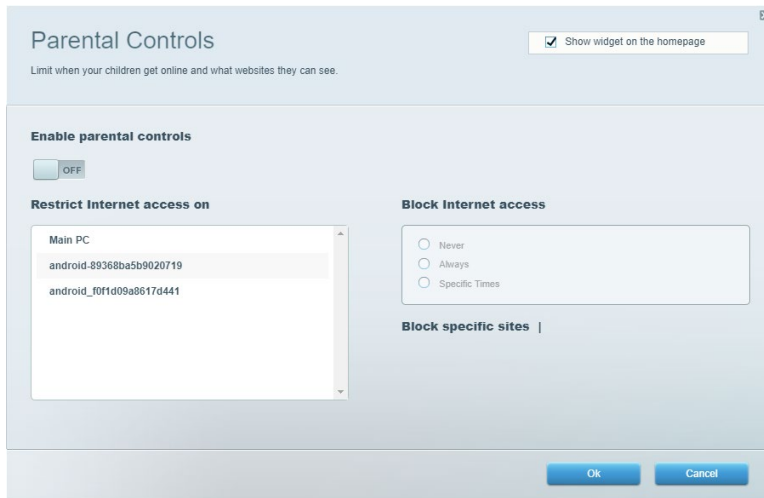 Parental Controls
Show widget on the homepage
Limit when your children get online and what websites they can see.
Enable parental controls
OFF
Restrict Internet access on
Main PC
android-89368ba5b9020719
android_f0f1d09a8617d441
Block Internet access
Never
Always
Specific Times
Block specific sites |
Ok
Cancel